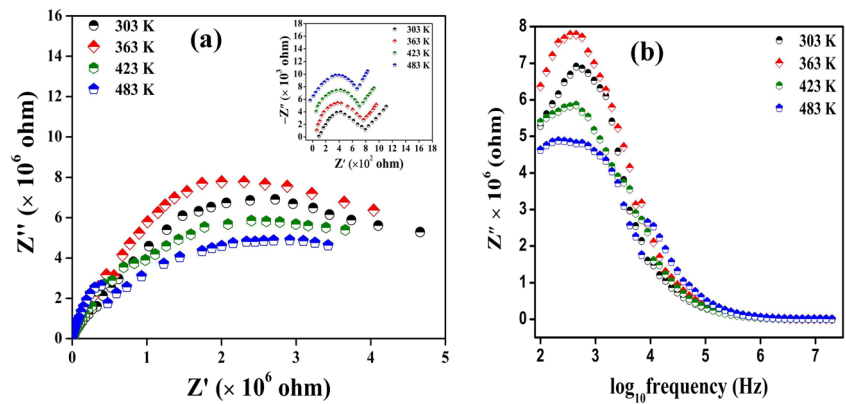 (a)
303 K
363 K
423 K
483 K
Z'' (× 10⁶ ohm)
16
14
12
10
8
6
4
2
0
0 1 2 3 4 5
Z' (× 10⁶ ohm)
303 K
363 K
423 K
483 K
−Z'' (× 10³ ohm)
18
16
14
12
10
8
6
4
2
0
0 2 4 6 8 10 12 14 16 18
Z' (×10² ohm)
(b)
303 K
363 K
423 K
483 K
Z'' × 10⁶ (ohm)
8
7
6
5
4
3
2
1
0
2 3 4 5 6 7
log₁₀frequency (Hz)